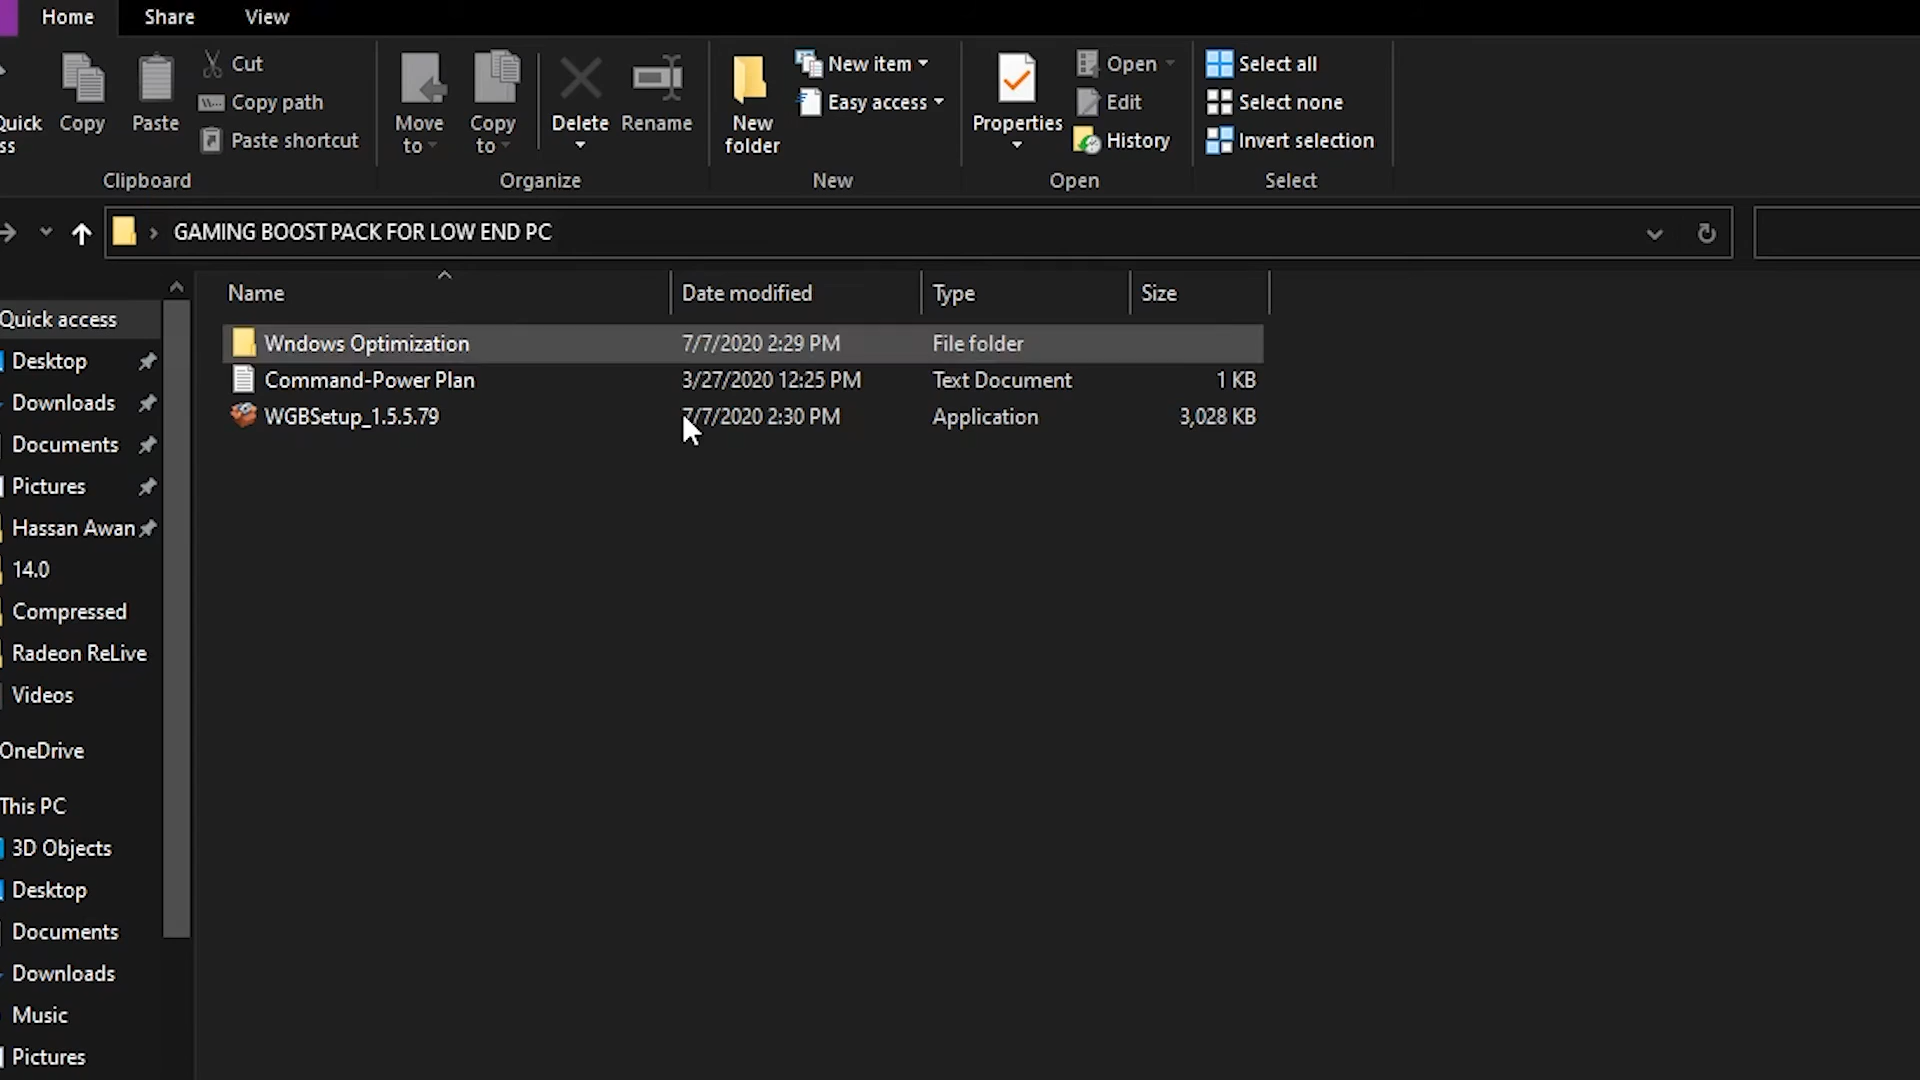 Home Share View
Quick
ss
Copy
Paste
Cut
Copy path
Paste shortcut
Clipboard
Move
to
Copy
to
Delete
Rename
Organize
New
folder
New item
Easy access
New
Properties
Open
Edit
History
Open
Select all
Select none
Invert selection
Select
GAMING BOOST PACK FOR LOW END PC
Name Date modified Type Size
Wndows Optimization 7/7/2020 2:29 PM File folder
Command-Power Plan 3/27/2020 12:25 PM Text Document 1 KB
WGBSetup_1.5.5.79 7/7/2020 2:30 PM Application 3,028 KB
Quick access
Desktop
Downloads
Documents
Pictures
Hassan Awan
14.0
Compressed
Radeon ReLive
Videos
OneDrive
This PC
3D Objects
Desktop
Documents
Downloads
Music
Pictures